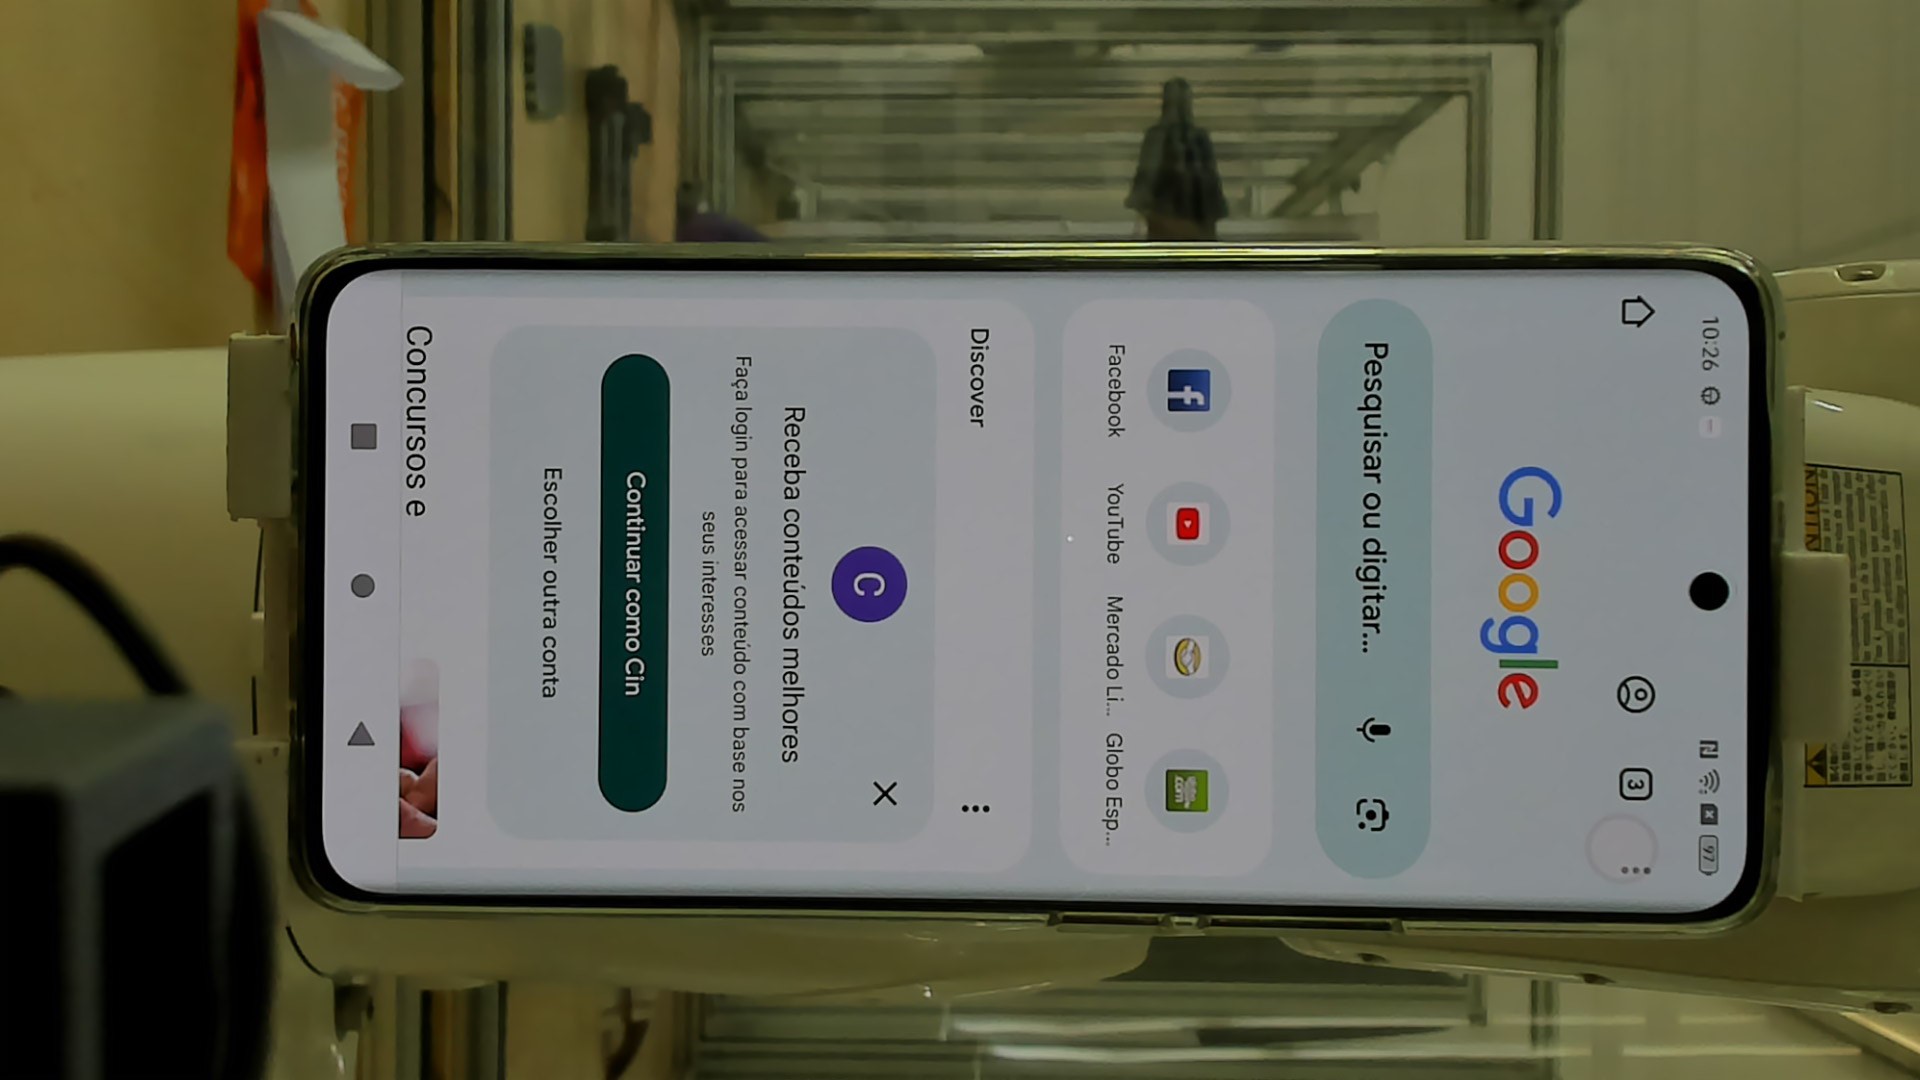 10:26
97
3
Google
Pesquisar ou digitar...
Facebook
YouTube
Mercado Li...
Globo Esp...
Discover
C
Receba conteúdos melhores
Faça login para acessar conteúdo com base nos
seus interesses
Continuar como Cin
Escolher outra conta
Concursos e